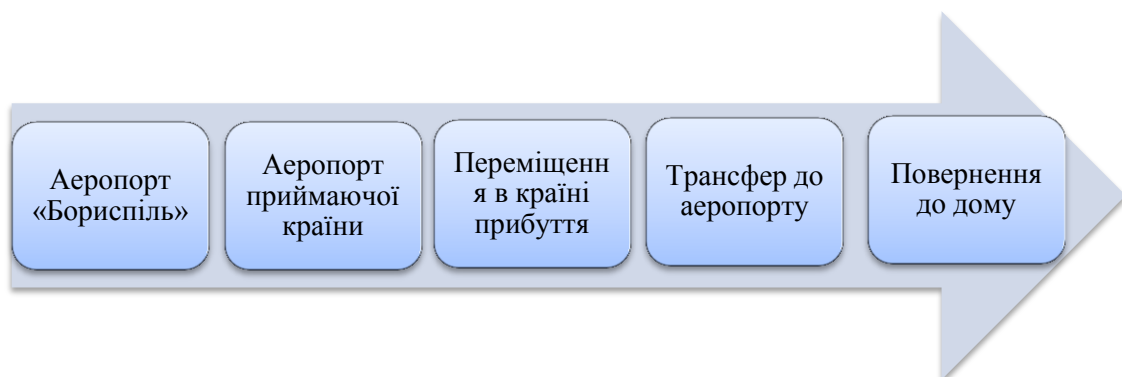 Аеропорт
«Бориспіль»
Аеропорт
приймаючої
країни
Переміщенн
я в країні
прибуття
Трансфер до
аеропорту
Повернення
до дому